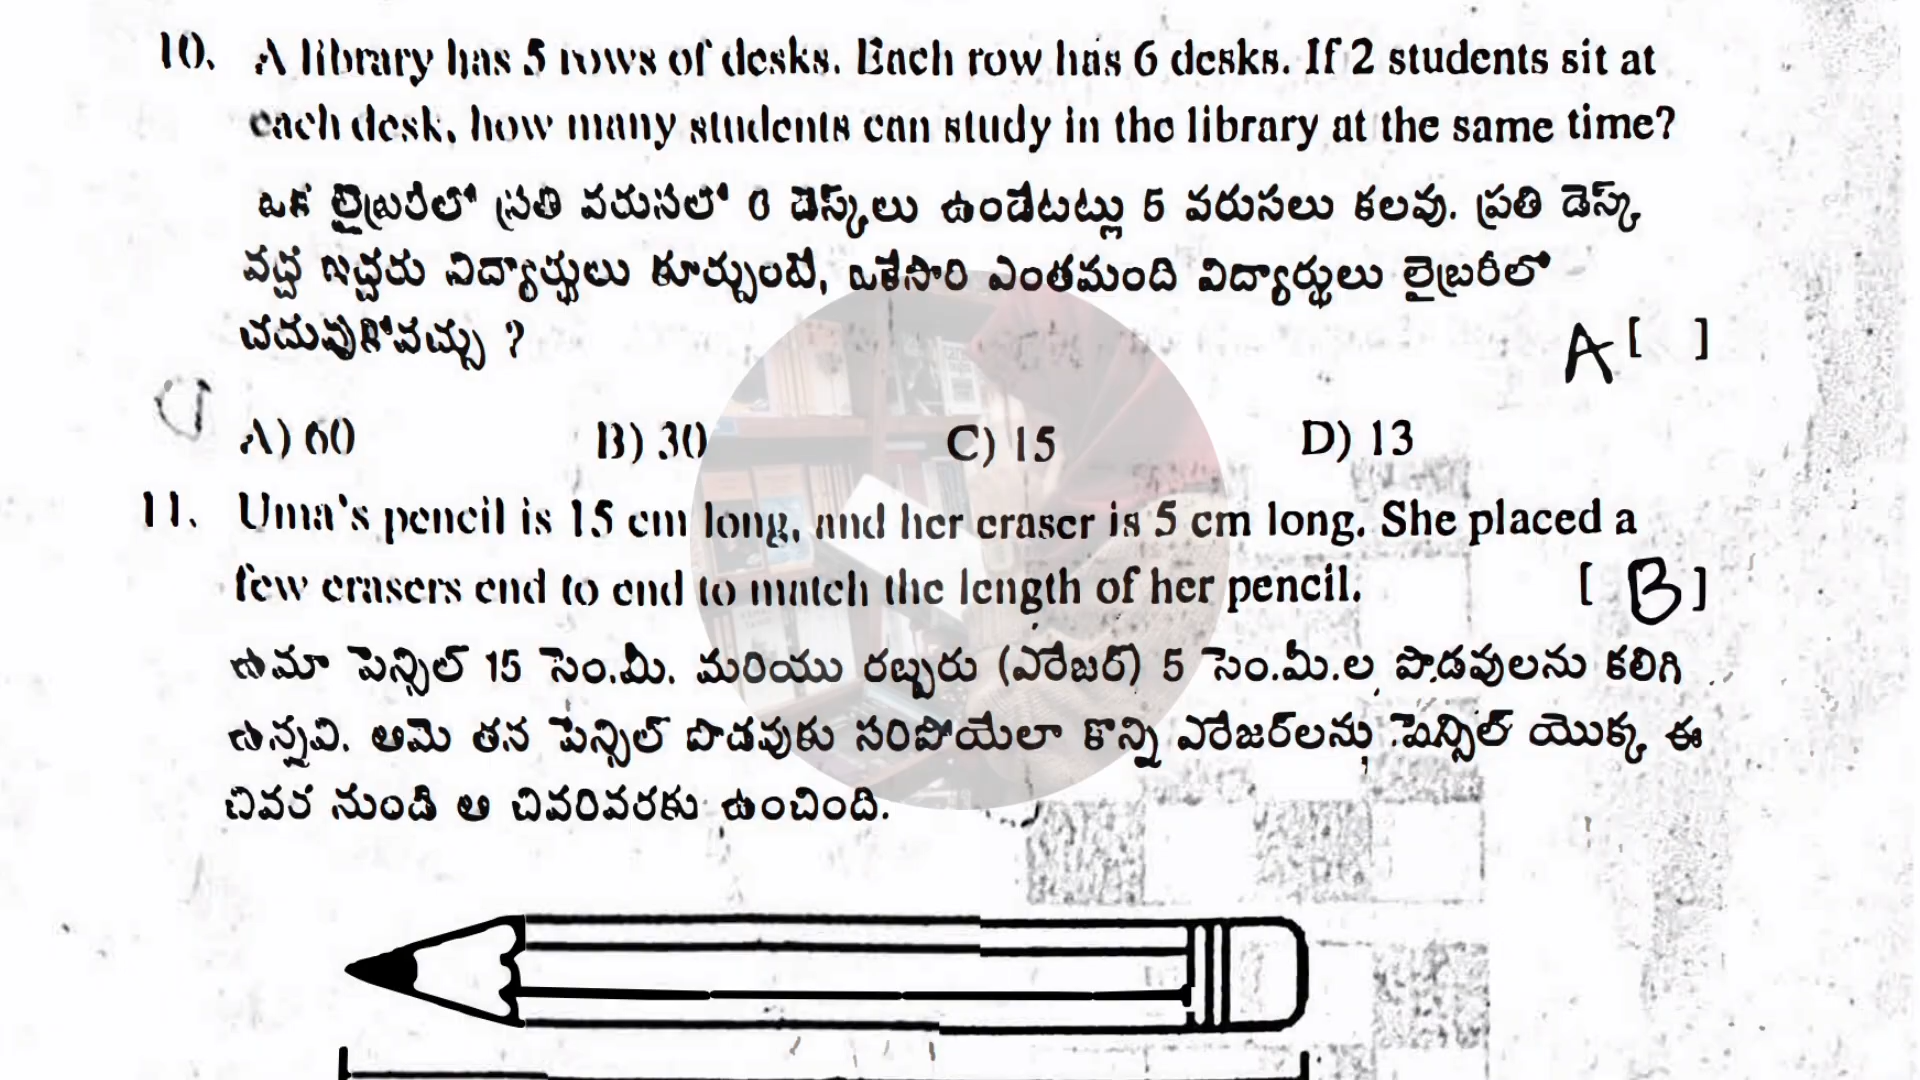 10. A library has 5 rows of desks. Each row has 6 desks. If 2 students sit at
each desk, how many students can study in the library at the same time?
ఒక లైబ్రరీలో ప్రతి వరుసలో 6 డెస్క్‌లు ఉండేటట్లు 5 వరుసలు కలవు. ప్రతి డెస్క్
వద్ద ఇద్దరు విద్యార్థులు కూర్చుంటే, ఒకేసారి ఎంతమంది విద్యార్థులు లైబ్రరీలో
చదువుకోవచ్చు ?
A [ ]
A) 60 B) 30 C) 15 D) 13
11. Uma's pencil is 15 cm long, and her eraser is 5 cm long. She placed a
few erasers end to end to match the length of her pencil. [ B ]
ఉమా పెన్సిల్ 15 సెం.మీ. మరియు రబ్బరు (ఎరేజర్) 5 సెం.మీ.ల పొడవులను కలిగి
ఉన్నవి. ఆమె తన పెన్సిల్ పొడవుకు సరిపోయేలా కొన్ని ఎరేజర్‌లను పెన్సిల్ యొక్క ఈ
చివర నుండి ఆ చివరివరకు ఉంచింది.